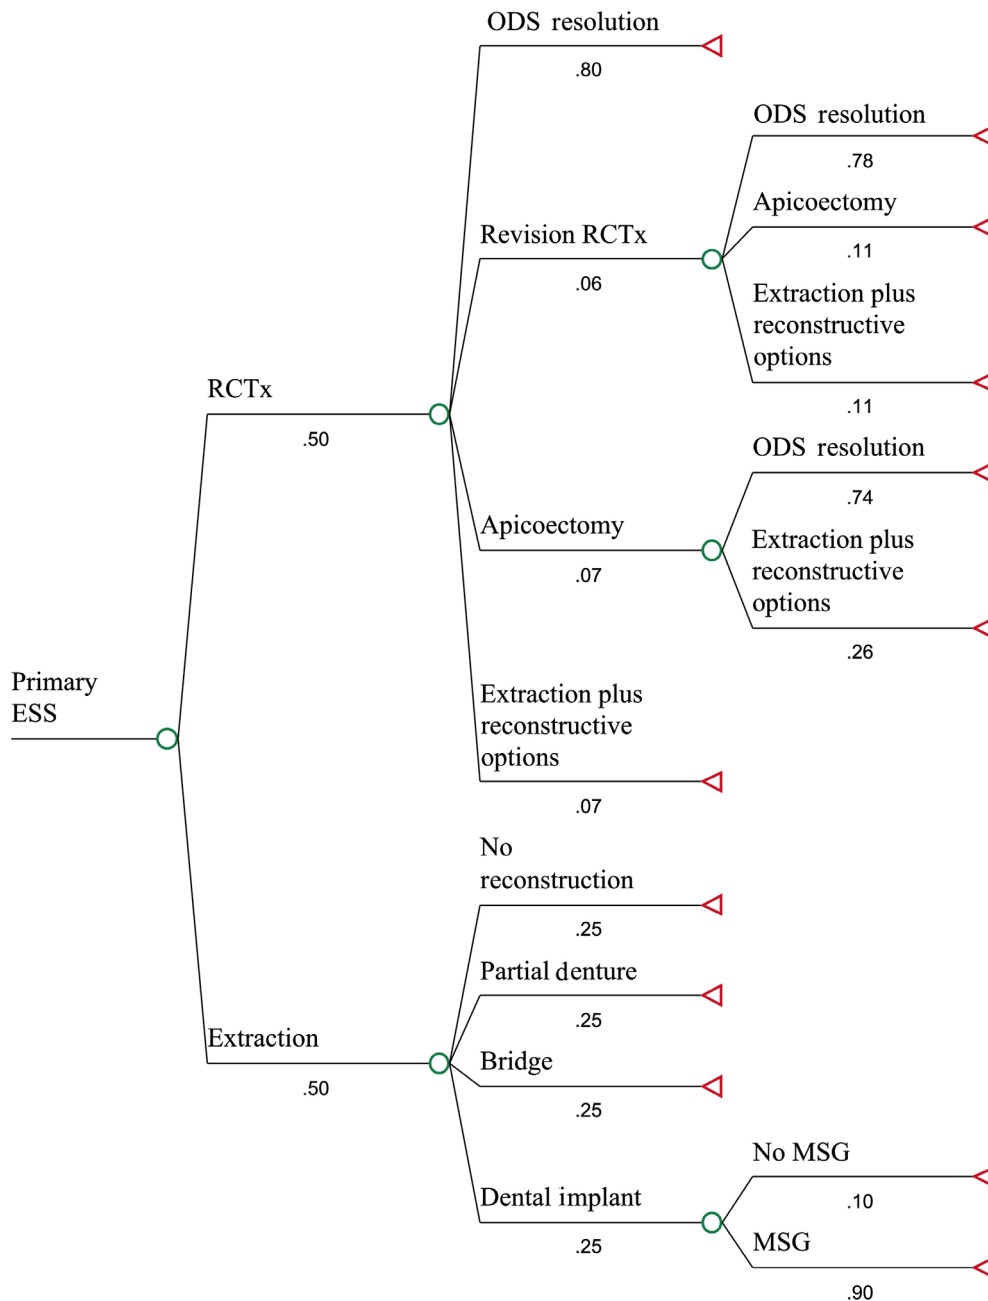 ODS resolution
.80
ODS resolution
.78
Apicoectomy
.11
Revision RCTx
.06
Extraction plus
reconstructive
options
.11
RCTx
.50
ODS resolution
.74
Apicoectomy
.07
Extraction plus
reconstructive
options
.26
Primary
ESS
Extraction plus
reconstructive
options
.07
No
reconstruction
.25
Partial denture
.25
Extraction
.50
Bridge
.25
No MSG
.10
Dental implant
.25
MSG
.90